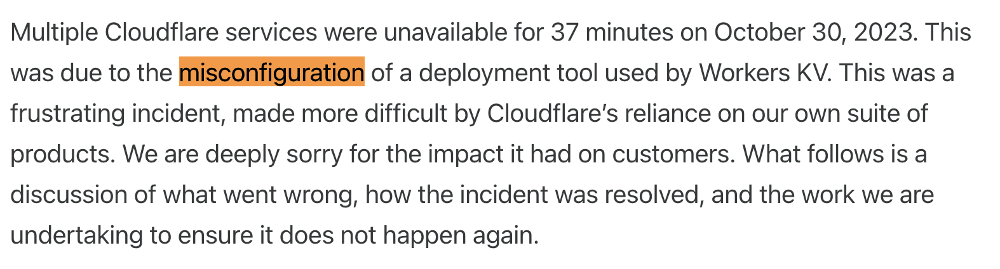 Multiple Cloudflare services were unavailable for 37 minutes on October 30, 2023. This
was due to the misconfiguration of a deployment tool used by Workers KV. This was a
frustrating incident, made more difficult by Cloudflare’s reliance on our own suite of
products. We are deeply sorry for the impact it had on customers. What follows is a
discussion of what went wrong, how the incident was resolved, and the work we are
undertaking to ensure it does not happen again.